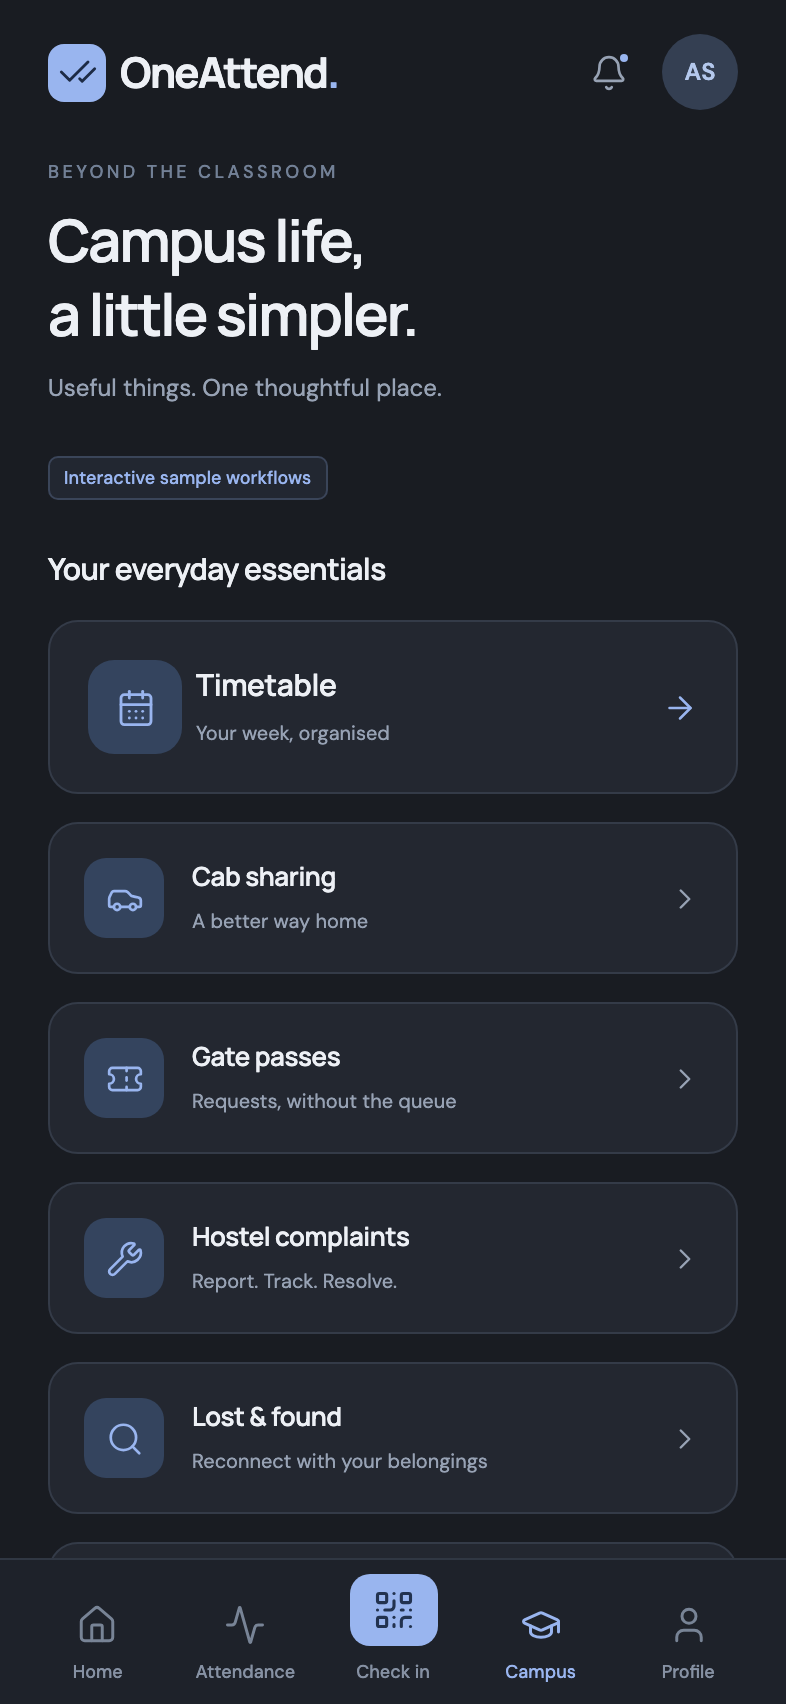 OneAttend.
AS
BEYOND THE CLASSROOM
Campus life,
a little simpler.
Useful things. One thoughtful place.
Interactive sample workflows
Your everyday essentials
Timetable
Your week, organised
Cab sharing
A better way home
Gate passes
Requests, without the queue
Hostel complaints
Report. Track. Resolve.
Lost & found
Reconnect with your belongings
Home
Attendance
Check in
Campus
Profile